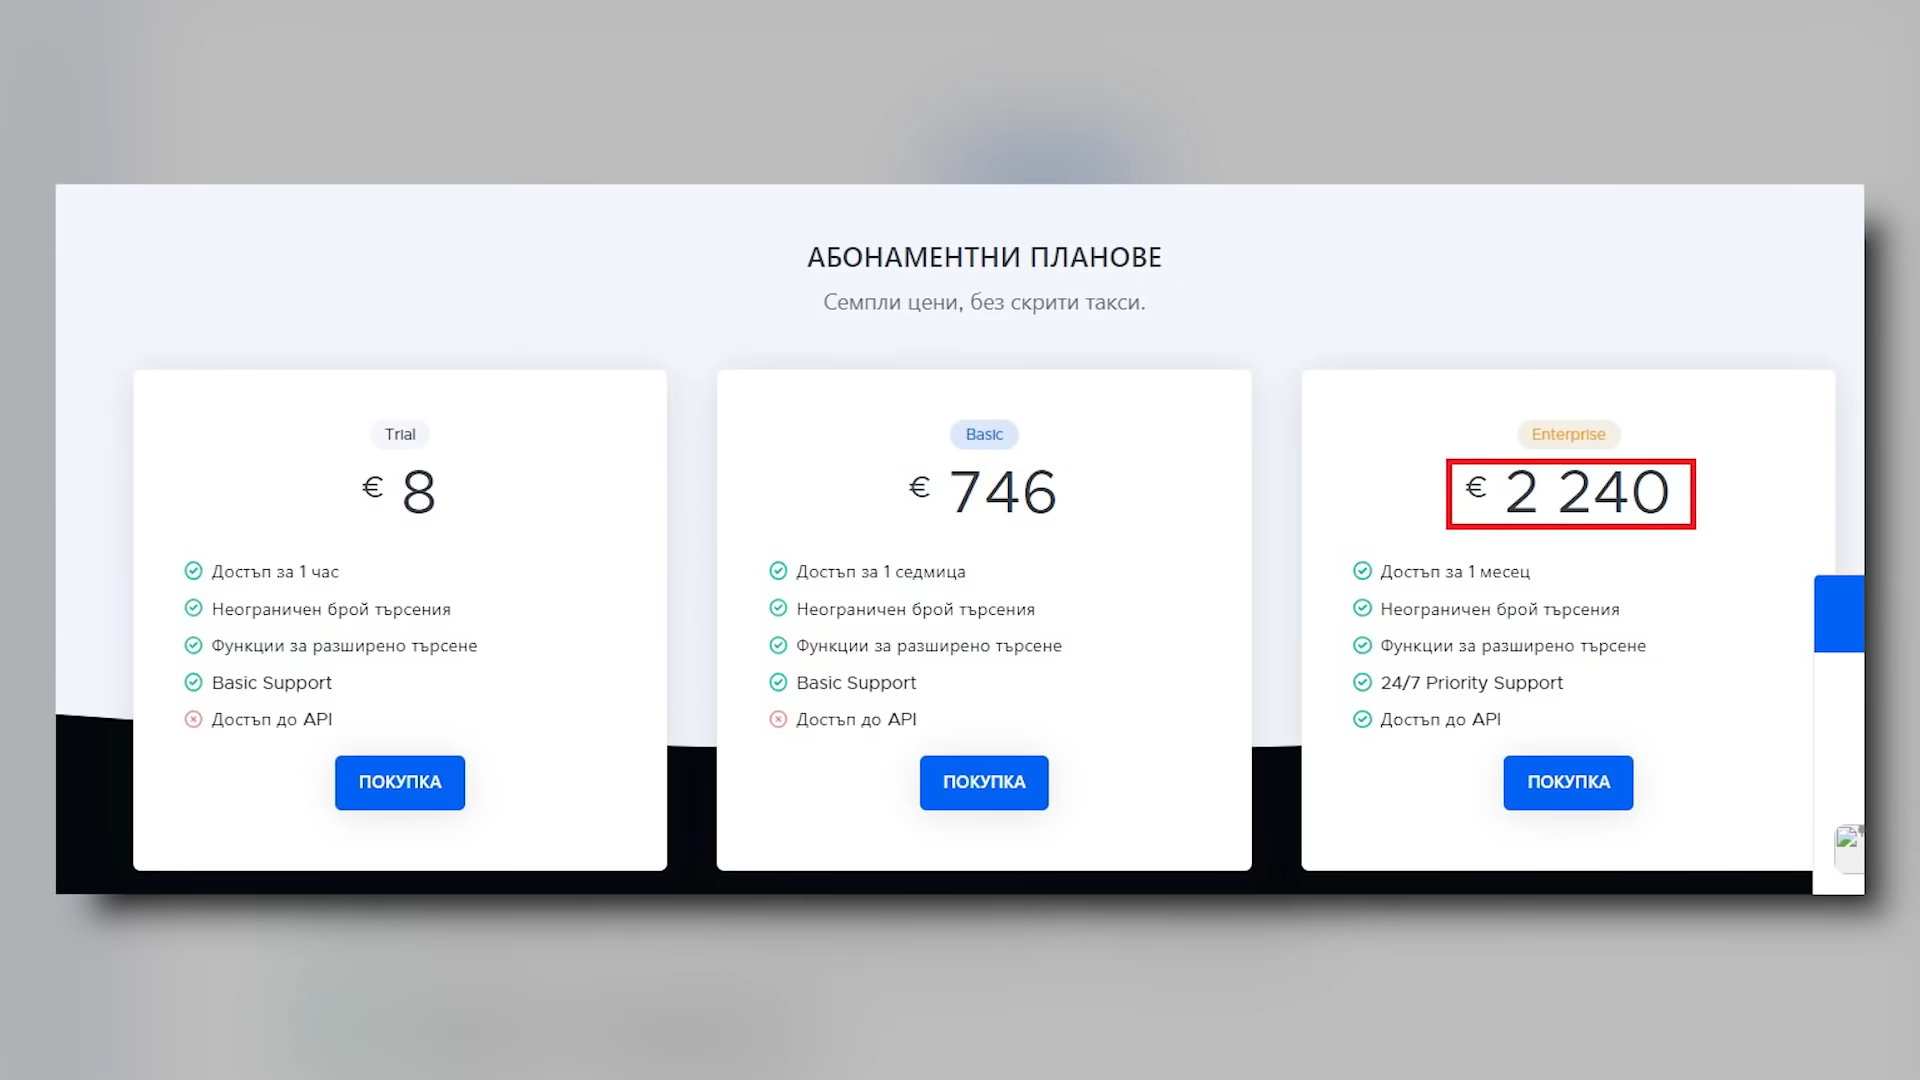 АБОНАМЕНТНИ ПЛАНОВЕ
Семпли цени, без скрити такси.
Trial
€ 8
Достъп за 1 час
Неограничен брой търсения
Функции за разширено търсене
Basic Support
Достъп до API
ПОКУПКА
Basic
€ 746
Достъп за 1 седмица
Неограничен брой търсения
Функции за разширено търсене
Basic Support
Достъп до API
ПОКУПКА
Enterprise
€ 2 240
Достъп за 1 месец
Неограничен брой търсения
Функции за разширено търсене
24/7 Priority Support
Достъп до API
ПОКУПКА